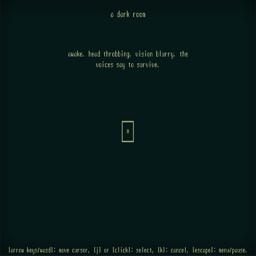 a dark room
awake. head throbbing. vision blurry. the
voices say to survive.
[arrow keys/wasd]: move cursor, [j] or [click]: select, [k]: cancel, [escape]: menu/pause.